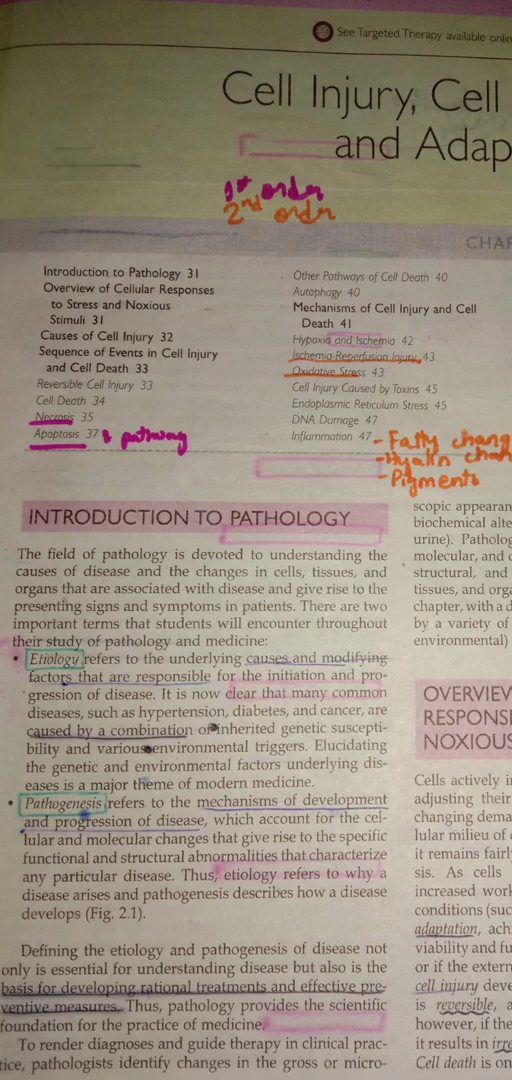 See Targeted Therapy available onlin
Cell Injury, Cell
and Adap
1st order
2nd order
CHAP
Introduction to Pathology 31
Overview of Cellular Responses
to Stress and Noxious
Stimuli 31
Causes of Cell Injury 32
Sequence of Events in Cell Injury
and Cell Death 33
Reversible Cell Injury 33
Cell Death 34
Necrosis 35
Apoptosis 37 pathway
Other Pathways of Cell Death 40
Autophagy 40
Mechanisms of Cell Injury and Cell
Death 41
Hypoxia and Ischemia 42
Ischemia-Reperfusion Injury 43
Oxidative Stress 43
Cell Injury Caused by Toxins 45
Endoplasmic Reticulum Stress 45
DNA Damage 47
Inflammation 47
- Fatty chang
- Hyalin chan
- Pigments
INTRODUCTION TO PATHOLOGY
The field of pathology is devoted to understanding the
causes of disease and the changes in cells, tissues, and
organs that are associated with disease and give rise to the
presenting signs and symptoms in patients. There are two
important terms that students will encounter throughout
their study of pathology and medicine:
• Etiology refers to the underlying causes and modifying
factors that are responsible for the initiation and pro-
gression of disease. It is now clear that many common
diseases, such as hypertension, diabetes, and cancer, are
caused by a combination of inherited genetic suscepti-
bility and various environmental triggers. Elucidating
the genetic and environmental factors underlying dis-
eases is a major theme of modern medicine.
• Pathogenesis refers to the mechanisms of development
and progression of disease, which account for the cel-
lular and molecular changes that give rise to the specific
functional and structural abnormalities that characterize
any particular disease. Thus, etiology refers to why a
disease arises and pathogenesis describes how a disease
develops (Fig. 2.1).
Defining the etiology and pathogenesis of disease not
only is essential for understanding disease but also is the
basis for developing rational treatments and effective pre-
ventive measures. Thus, pathology provides the scientific
foundation for the practice of medicine.
To render diagnoses and guide therapy in clinical prac-
tice, pathologists identify changes in the gross or micro-
scopic appearan
biochemical alte
urine). Patholog
molecular, and o
structural, and
tissues, and orga
chapter, with a d
by a variety of
environmental)
OVERVIEW
RESPONS
NOXIOUS
Cells actively in
adjusting their
changing dema
lular milieu of
it remains fairly
sis. As cells
increased work
conditions (suc
adaptation, ach
viability and fu
or if the extern
cell injury deve
is reversible, a
however, if the
it results in irre
Cell death is on